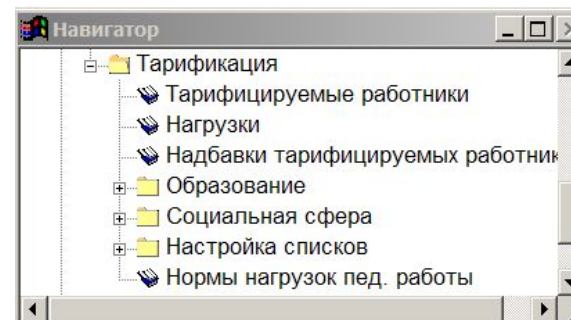 Навигатор
Тарификация
Тарифицируемые работники
Нагрузки
Надбавки тарифицируемых работник
Образование
Социальная сфера
Настройка списков
Нормы нагрузок пед. работы